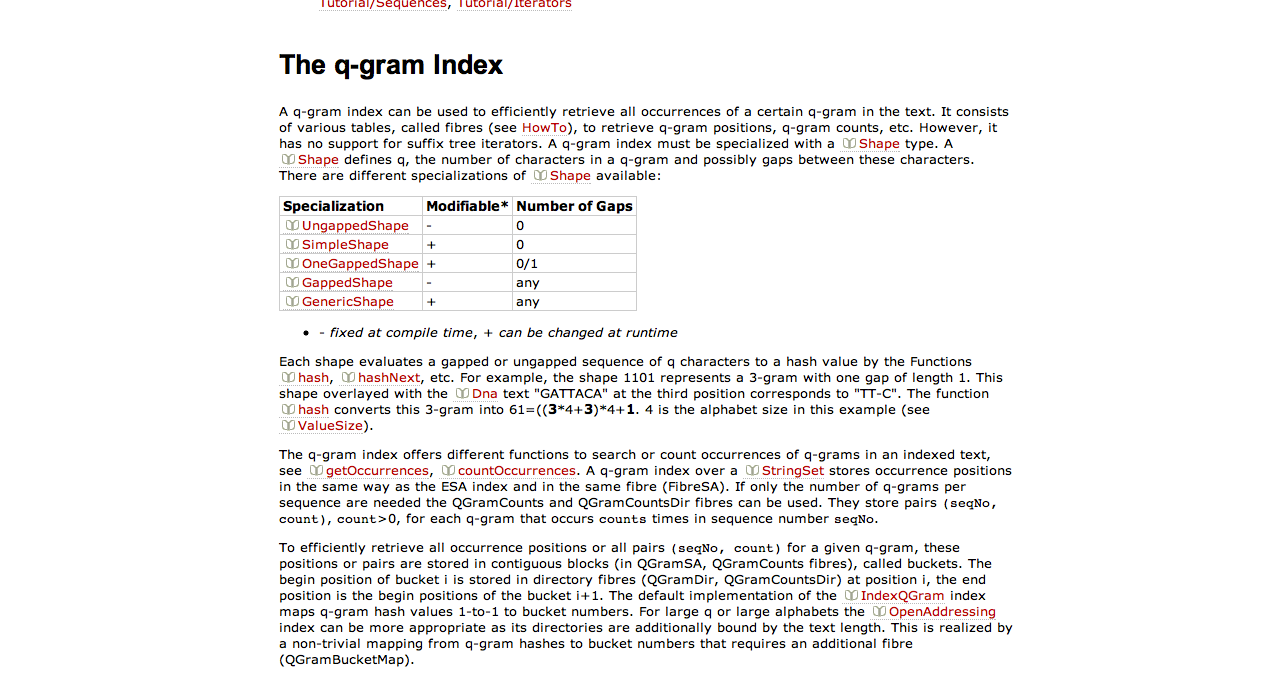 Tutorial/Sequences, Tutorial/Iterators
The q-gram Index
A q-gram index can be used to efficiently retrieve all occurrences of a certain q-gram in the text. It consists
of various tables, called fibres (see HowTo), to retrieve q-gram positions, q-gram counts, etc. However, it
has no support for suffix tree iterators. A q-gram index must be specialized with a Shape type. A
Shape defines q, the number of characters in a q-gram and possibly gaps between these characters.
There are different specializations of Shape available:
Specialization Modifiable* Number of Gaps
UngappedShape - 0
SimpleShape + 0
OneGappedShape + 0/1
GappedShape - any
GenericShape + any
• - fixed at compile time, + can be changed at runtime
Each shape evaluates a gapped or ungapped sequence of q characters to a hash value by the Functions
hash, hashNext, etc. For example, the shape 1101 represents a 3-gram with one gap of length 1. This
shape overlayed with the Dna text "GATTACA" at the third position corresponds to "TT-C". The function
hash converts this 3-gram into 61=((3*4+3)*4+1. 4 is the alphabet size in this example (see
ValueSize).
The q-gram index offers different functions to search or count occurrences of q-grams in an indexed text,
see getOccurrences, countOccurrences. A q-gram index over a StringSet stores occurrence positions
in the same way as the ESA index and in the same fibre (FibreSA). If only the number of q-grams per
sequence are needed the QGramCounts and QGramCountsDir fibres can be used. They store pairs (seqNo,
count), count>0, for each q-gram that occurs counts times in sequence number seqNo.
To efficiently retrieve all occurrence positions or all pairs (seqNo, count) for a given q-gram, these
positions or pairs are stored in contiguous blocks (in QGramSA, QGramCounts fibres), called buckets. The
begin position of bucket i is stored in directory fibres (QGramDir, QGramCountsDir) at position i, the end
position is the begin positions of the bucket i+1. The default implementation of the IndexQGram index
maps q-gram hash values 1-to-1 to bucket numbers. For large q or large alphabets the OpenAddressing
index can be more appropriate as its directories are additionally bound by the text length. This is realized by
a non-trivial mapping from q-gram hashes to bucket numbers that requires an additional fibre
(QGramBucketMap).